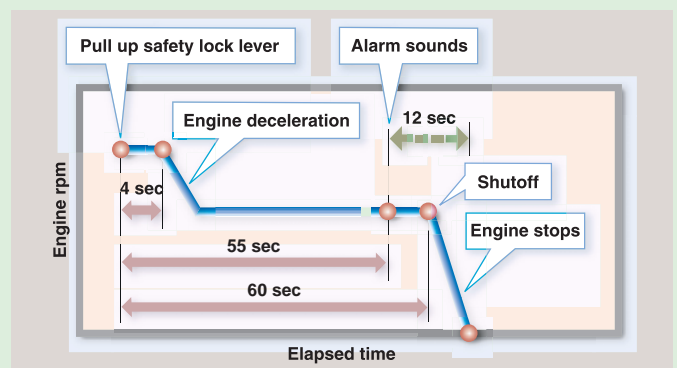 Pull up safety lock lever
Alarm sounds
Engine deceleration
12 sec
4 sec
Shutoff
Engine stops
55 sec
60 sec
Engine rpm
Elapsed time